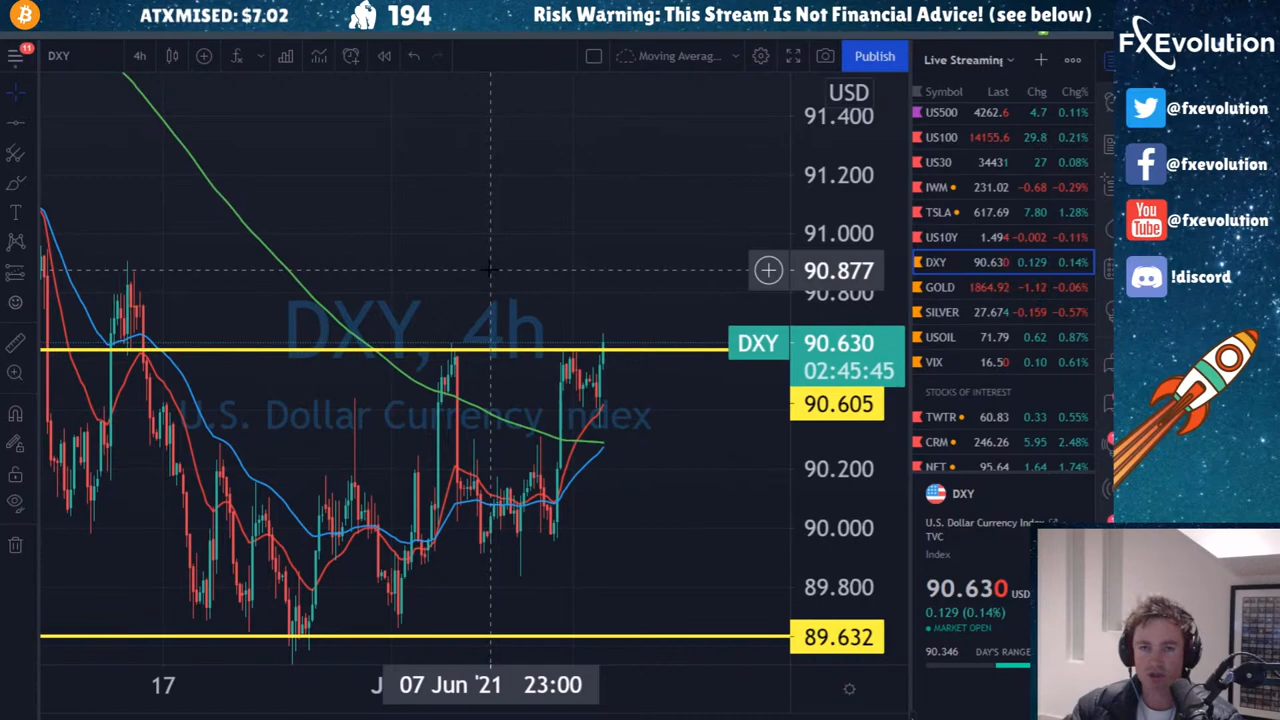 ATXMISED: $7.02
194
Risk Warning: This Stream Is Not Financial Advice! (see below)
FXEvolution
@fxevolution
@fxevolution
@fxevolution
!discord
11
DXY
4h
Moving Averag...
Publish
USD
91.400
91.200
91.000
90.877
90.800
DXY
90.630
02:45:45
90.605
90.200
90.000
89.800
89.632
DXY, 4h
U.S. Dollar Currency Index
17
J
07 Jun '21 23:00
Live Streaming
Symbol Last Chg Chg%
US500 4262.6 4.7 0.11%
US100 14155.6 29.8 0.21%
US30 34431 27 0.08%
IWM 231.02 -0.68 -0.29%
TSLA 617.69 7.80 1.28%
US10Y 1.494 -0.002 -0.11%
DXY 90.630 0.129 0.14%
GOLD 1864.92 -1.12 -0.06%
SILVER 27.674 -0.159 -0.57%
USOIL 71.79 0.62 0.87%
VIX 16.50 0.10 0.61%
STOCKS OF INTEREST
TWTR 60.83 0.33 0.55%
CRM 246.26 5.95 2.48%
NET 95.64 1.64 1.74%
DXY
U.S. Dollar Currency Index
TVC
Index
90.630 USD
0.129 (0.14%)
MARKET OPEN
90.346 DAY'S RANGE